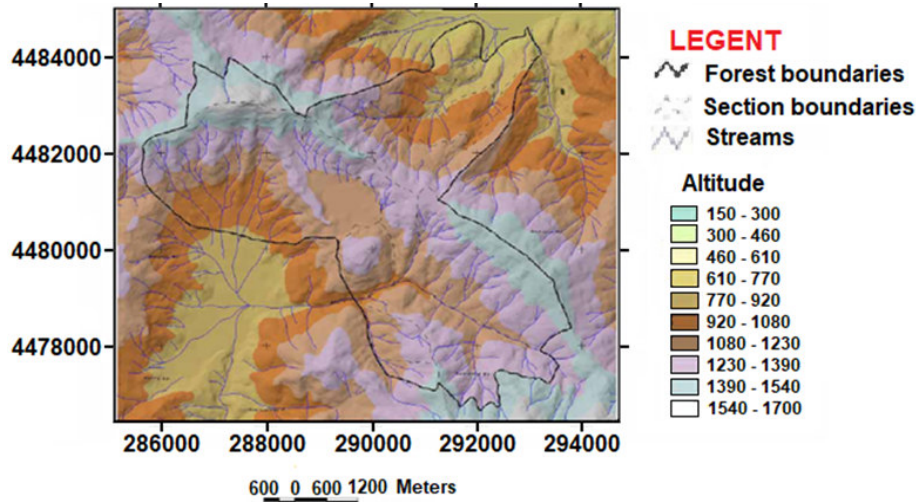 4484000
4482000
4480000
4478000
286000 288000 290000 292000 294000
600 0 600 1200 Meters
LEGENT
Forest boundaries
Section boundaries
Streams
Altitude
150 - 300
300 - 460
460 - 610
610 - 770
770 - 920
920 - 1080
1080 - 1230
1230 - 1390
1390 - 1540
1540 - 1700